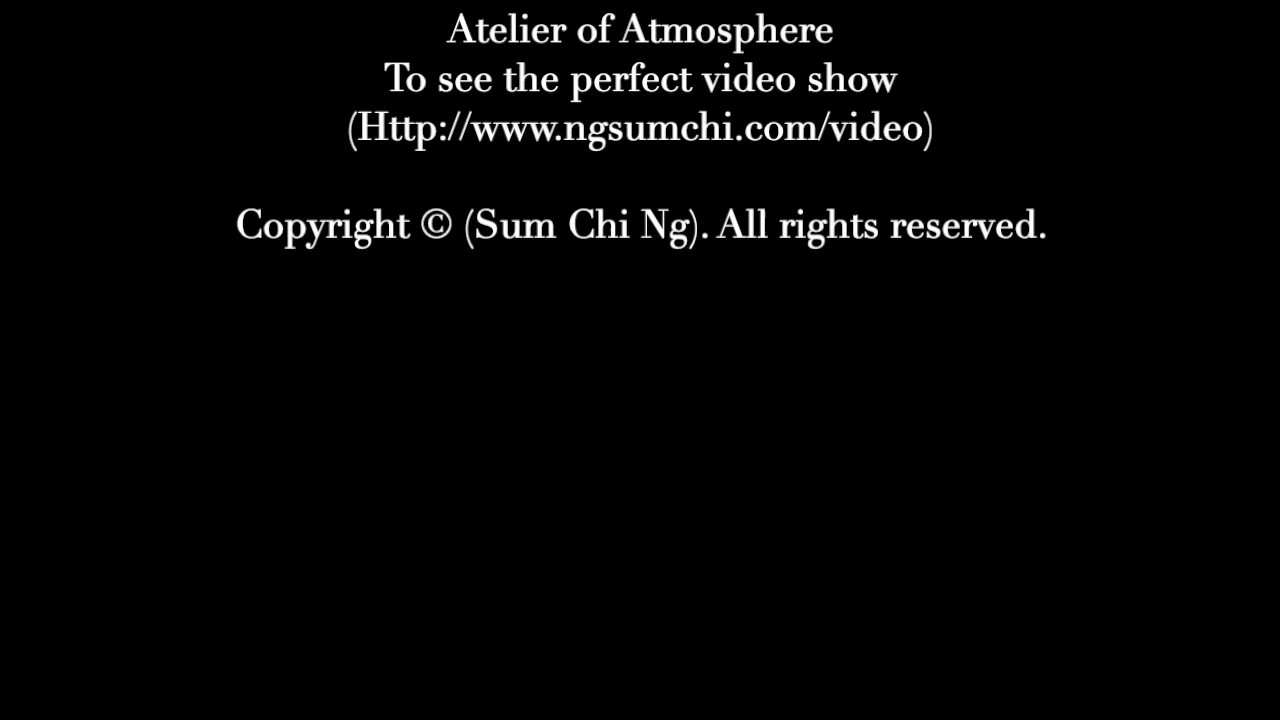 Atelier of Atmosphere
To see the perfect video show
(Http://www.ngsumchi.com/video)
Copyright © (Sum Chi Ng). All rights reserved.